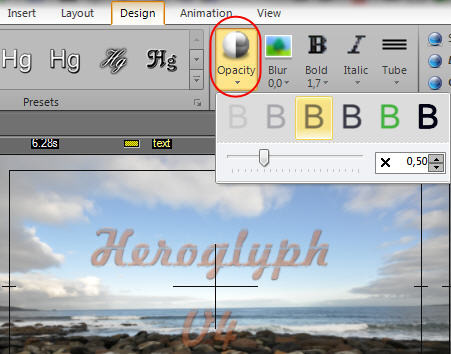 Insert Layout Design Animation View
Hg Hg Hg Hg
Opacity Blur Bold Italic Tube
0,0 1,7
Presets
B B B B B B
0,50
6.28s text
Heroglyph
V4